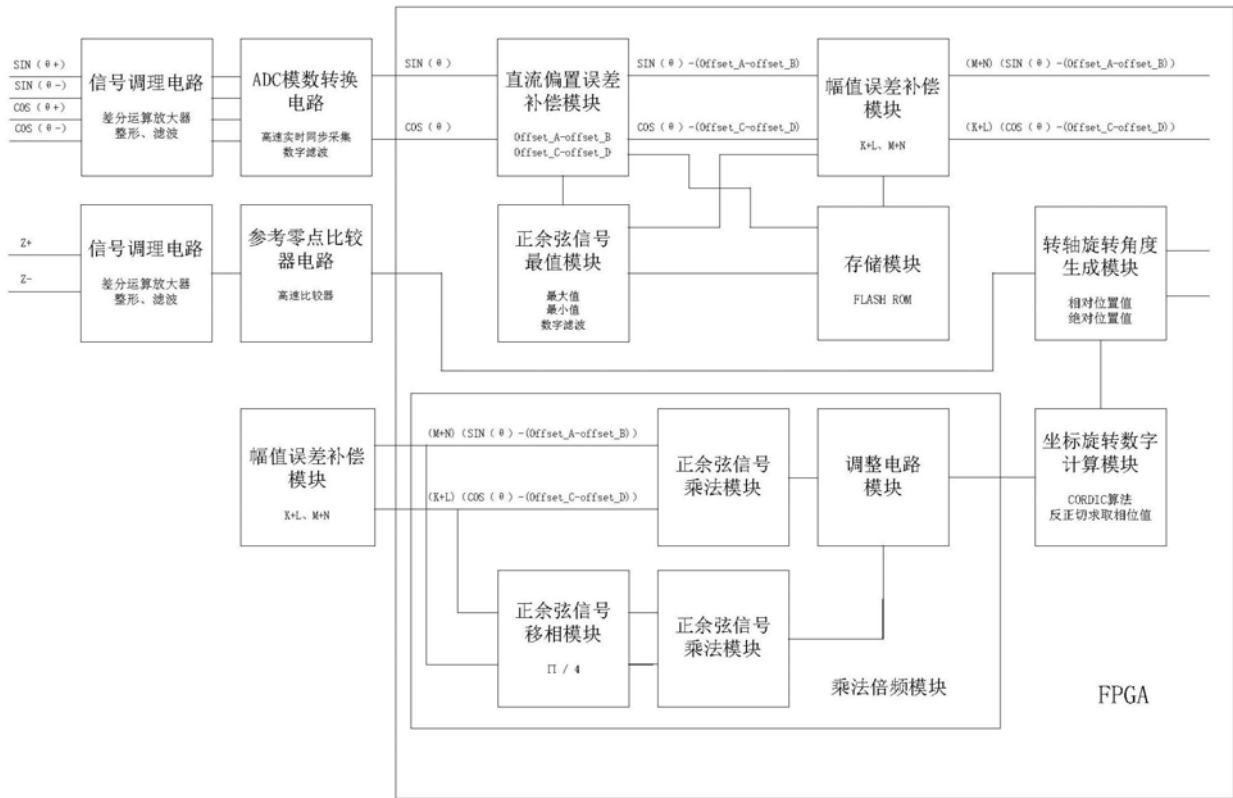 SIN（θ+）
SIN（θ-）
COS（θ+）
COS（θ-）
信号调理电路
差分运算放大器
整形、滤波
ADC模数转换
电路
高速实时同步采集
数字滤波
SIN（θ）
COS（θ）
直流偏置误差
补偿模块
Offset_A-offset_B
Offset_C-offset_D
SIN（θ）-(Offset_A-offset_B)
COS（θ）-(Offset_C-offset_D)
幅值误差补偿
模块
K+L、M+N
(M+N)(SIN（θ）-(Offset_A-offset_B))
(K+L)(COS（θ）-(Offset_C-offset_D))
Z+
Z-
信号调理电路
差分运算放大器
整形、滤波
参考零点比较
器电路
高速比较器
正余弦信号
最值模块
最大值
最小值
数字滤波
存储模块
FLASH ROM
转轴旋转角度
生成模块
相对位置值
绝对位置值
幅值误差补偿
模块
K+L、M+N
(M+N)(SIN（θ）-(Offset_A-offset_B))
(K+L)(COS（θ）-(Offset_C-offset_D))
正余弦信号
乘法模块
调整电路
模块
坐标旋转数字
计算模块
CORDIC算法
反正切求取相位值
正余弦信号
移相模块
Π / 4
正余弦信号
乘法模块
乘法倍频模块
FPGA